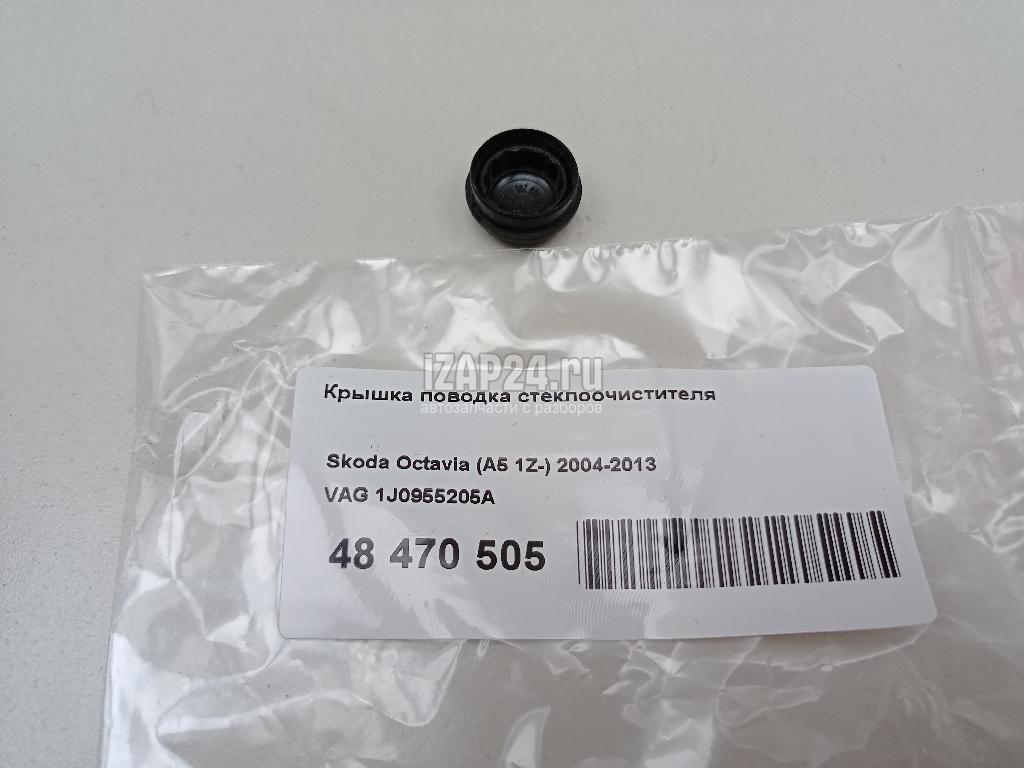 iZAP24.ru
Крышка поводка стеклоочистителя
автозапчасти с разборов
Skoda Octavia (A5 1Z-) 2004-2013
VAG 1J0955205A
48 470 505